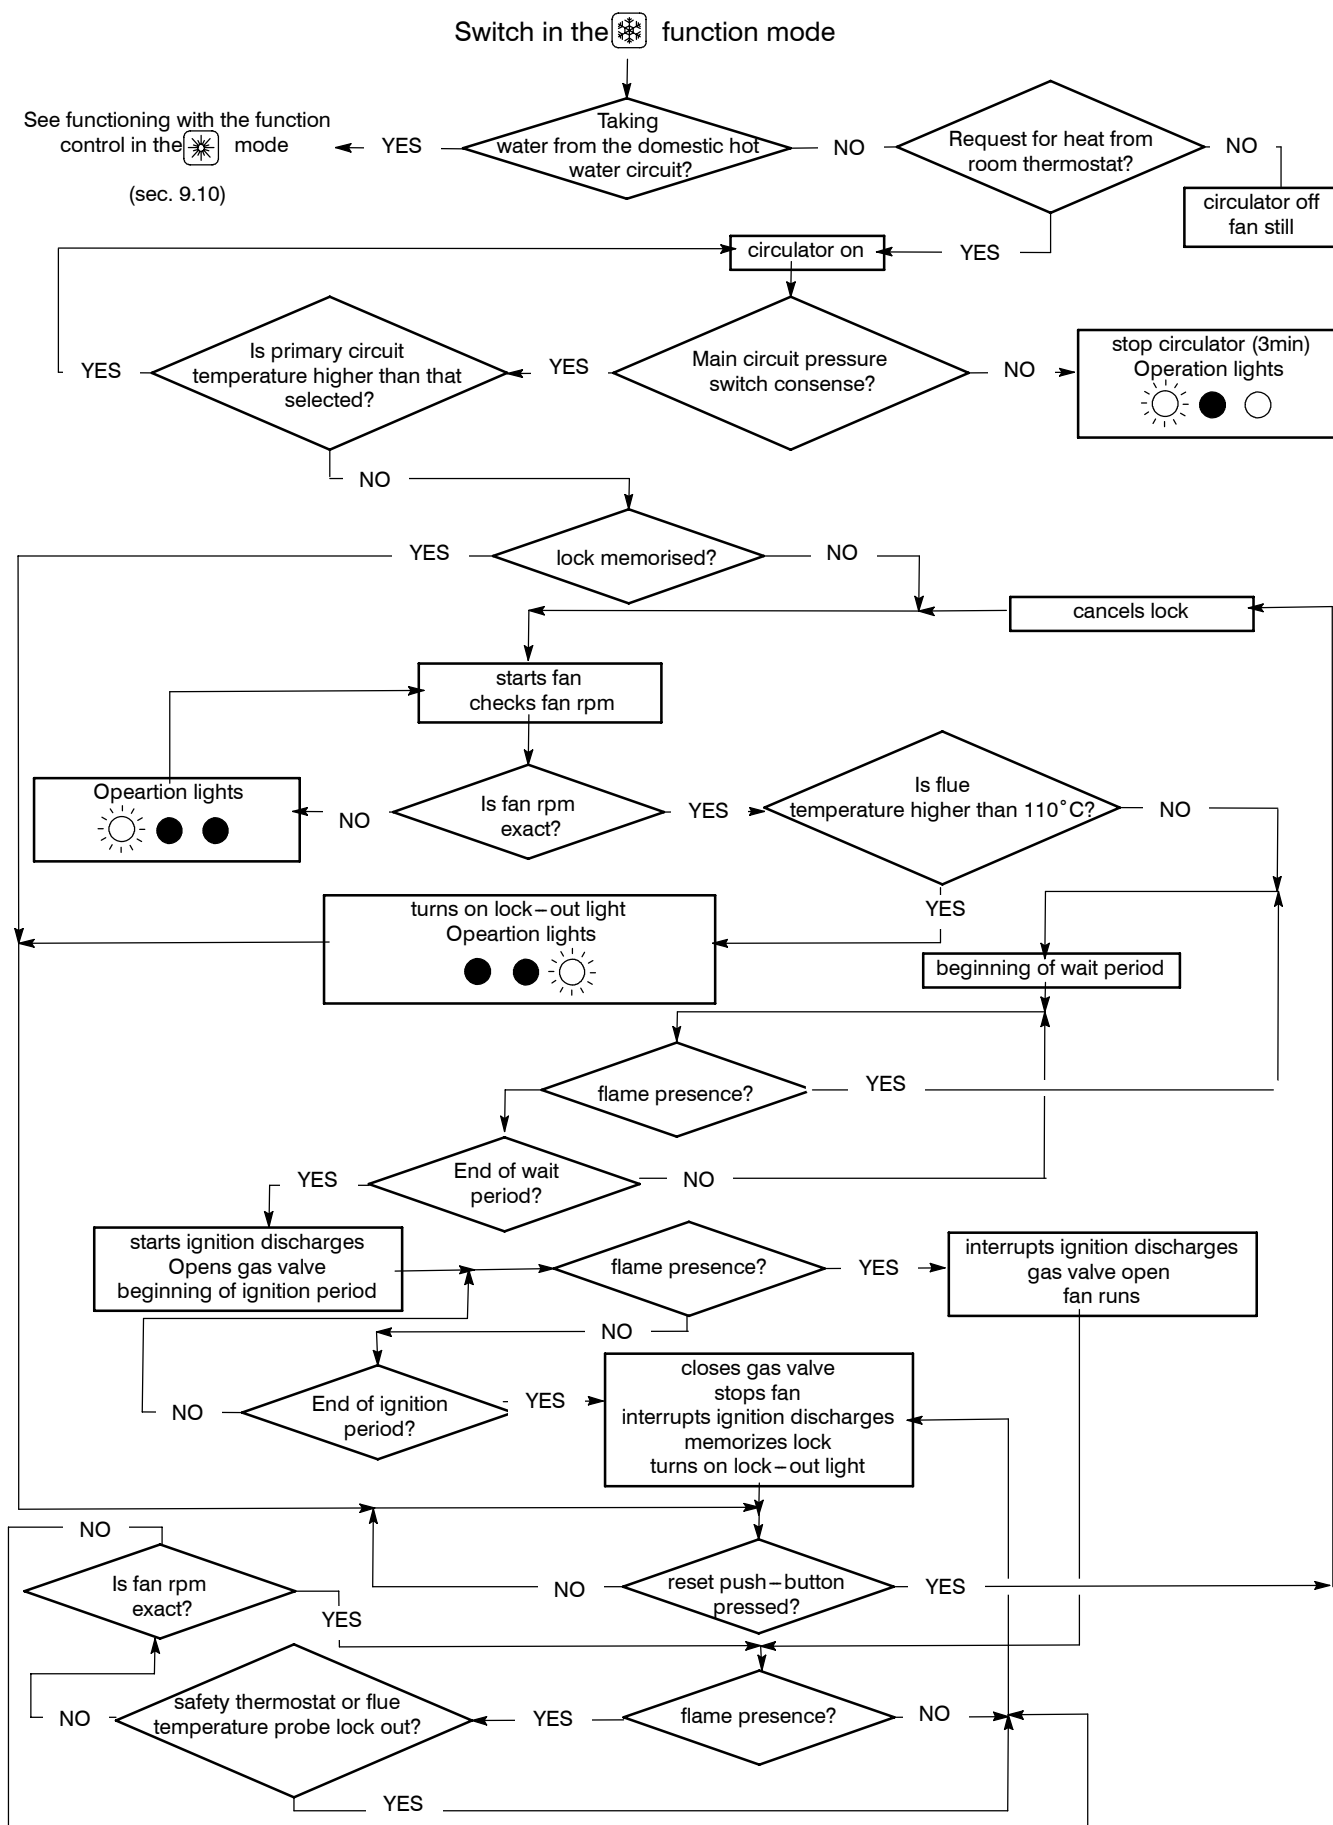 Switch in the function mode
See functioning with the function
control in the mode
(sec. 9.10)
YES
Taking
water from the domestic hot
water circuit?
NO
Request for heat from
room thermostat?
NO
circulator off
fan still
circulator on
YES
YES
Is primary circuit
temperature higher than that
selected?
YES
Main circuit pressure
switch consense?
NO
stop circulator (3min)
Operation lights
NO
YES
lock memorised?
NO
cancels lock
starts fan
checks fan rpm
Opeartion lights
NO
Is fan rpm
exact?
YES
Is flue
temperature higher than 110°C?
NO
YES
turns on lock-out light
Opeartion lights
beginning of wait period
flame presence?
YES
YES
End of wait
period?
NO
starts ignition discharges
Opens gas valve
beginning of ignition period
flame presence?
YES
interrupts ignition discharges
gas valve open
fan runs
NO
NO
End of ignition
period?
YES
closes gas valve
stops fan
interrupts ignition discharges
memorizes lock
turns on lock-out light
NO
Is fan rpm
exact?
YES
NO
reset push-button
pressed?
YES
NO
safety thermostat or flue
temperature probe lock out?
YES
flame presence?
NO
YES